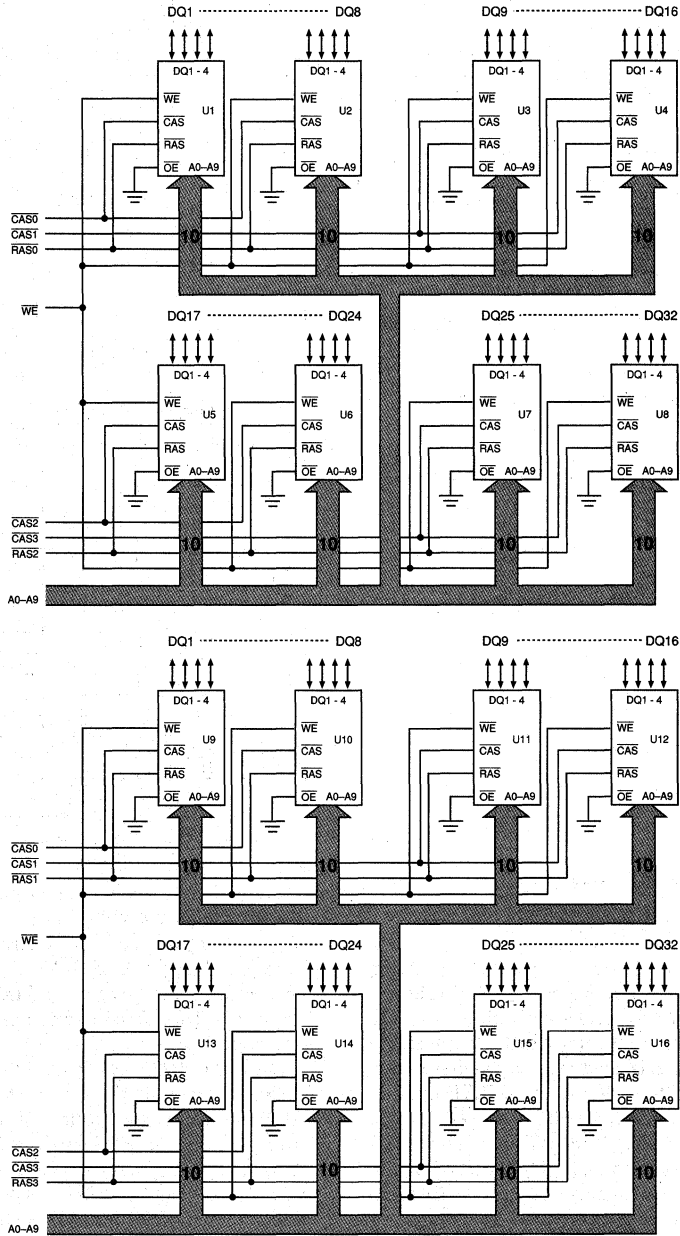 DQ1 DQ8 DQ9 DQ16
DQ1 - 4 DQ1 - 4 DQ1 - 4 DQ1 - 4
WE WE WE WE
U1 U2 U3 U4
CAS CAS CAS CAS
RAS RAS RAS RAS
OE A0–A9 OE A0–A9 OE A0–A9 OE A0–A9
CAS0
CAS1
RAS0
10 10 10 10
WE
DQ17 DQ24 DQ25 DQ32
DQ1 - 4 DQ1 - 4 DQ1 - 4 DQ1 - 4
WE WE WE WE
U5 U6 U7 U8
CAS CAS CAS CAS
RAS RAS RAS RAS
OE A0–A9 OE A0–A9 OE A0–A9 OE A0–A9
CAS2
CAS3
RAS2
10 10 10 10
A0–A9
DQ1 DQ8 DQ9 DQ16
DQ1 - 4 DQ1 - 4 DQ1 - 4 DQ1 - 4
WE WE WE WE
U9 U10 U11 U12
CAS CAS CAS CAS
RAS RAS RAS RAS
OE A0–A9 OE A0–A9 OE A0–A9 OE A0–A9
CAS0
CAS1
RAS1
10 10 10 10
WE
DQ17 DQ24 DQ25 DQ32
DQ1 - 4 DQ1 - 4 DQ1 - 4 DQ1 - 4
WE WE WE WE
U13 U14 U15 U16
CAS CAS CAS CAS
RAS RAS RAS RAS
OE A0–A9 OE A0–A9 OE A0–A9 OE A0–A9
CAS2
CAS3
RAS3
10 10 10 10
A0–A9